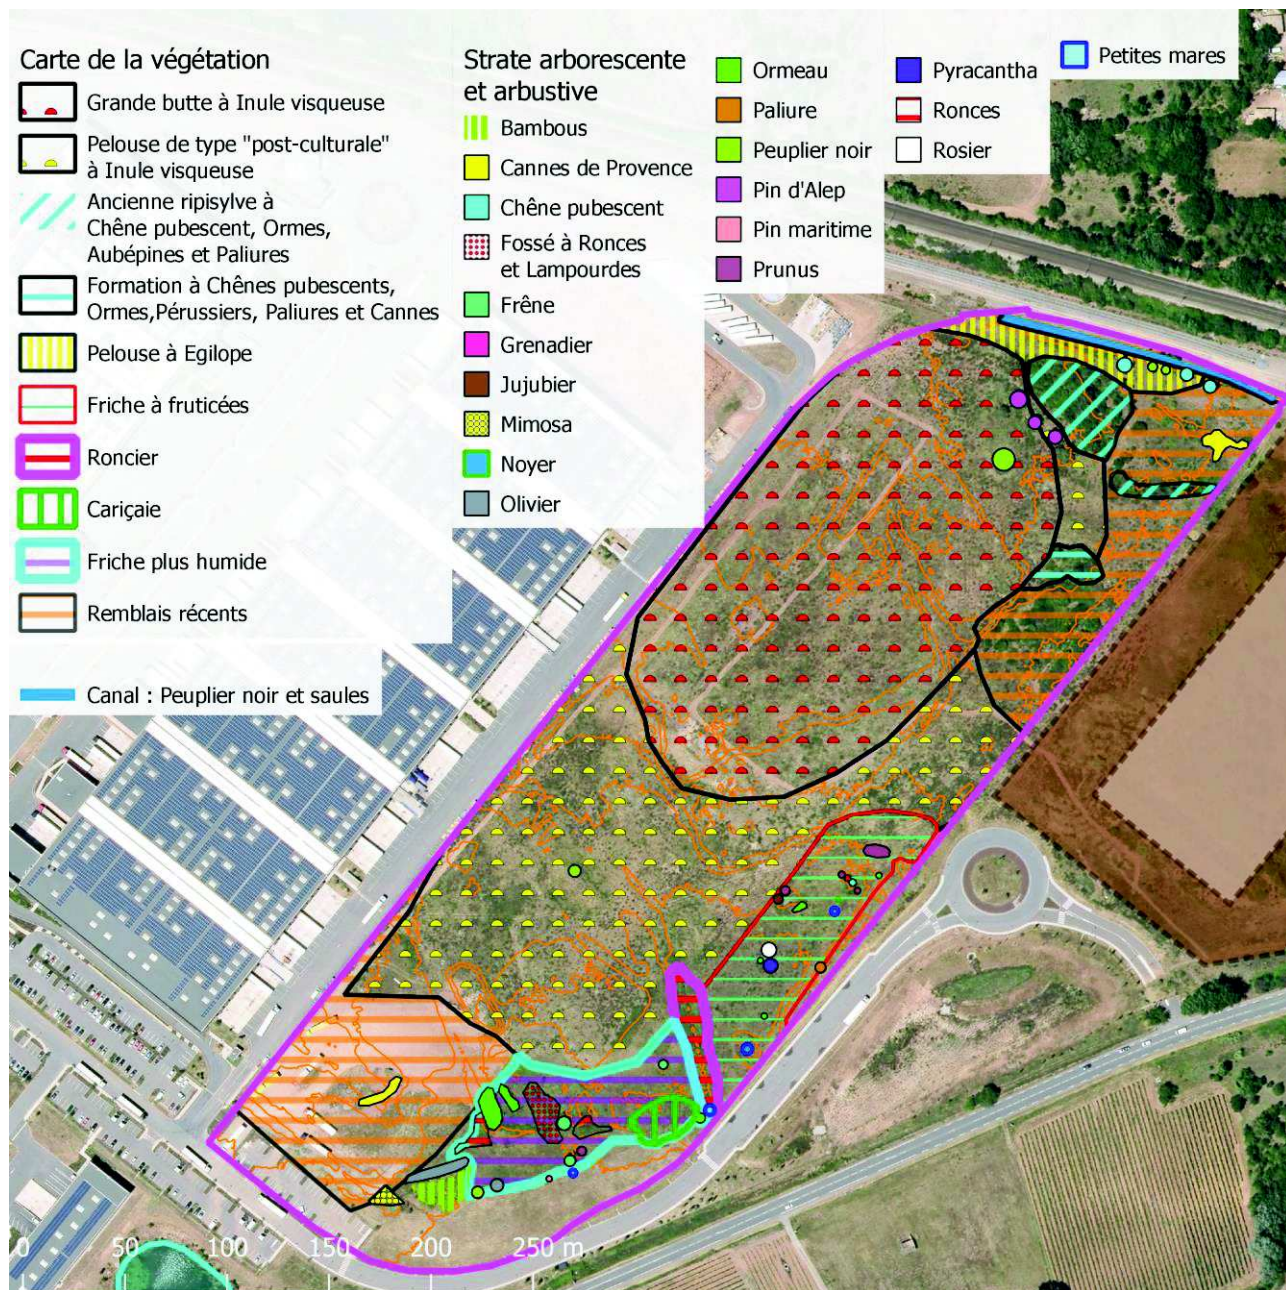 Carte de la végétation
Grande butte à Inule visqueuse
Pelouse de type "post-culturale"
à Inule visqueuse
Ancienne ripisylve à
Chêne pubescent, Ormes,
Aubépines et Paliures
Formation à Chênes pubescents,
Ormes,Pérussiers, Paliures et Cannes
Pelouse à Egilope
Friche à fruticées
Roncier
Cariçaie
Friche plus humide
Remblais récents
Canal : Peuplier noir et saules
Strate arborescente
et arbustive
Bambous
Cannes de Provence
Chêne pubescent
Fossé à Ronces
et Lampourdes
Frêne
Grenadier
Jujubier
Mimosa
Noyer
Olivier
Ormeau
Paliure
Peuplier noir
Pin d'Alep
Pin maritime
Prunus
Pyracantha
Ronces
Rosier
Petites mares
0 50 100 150 200 250 m